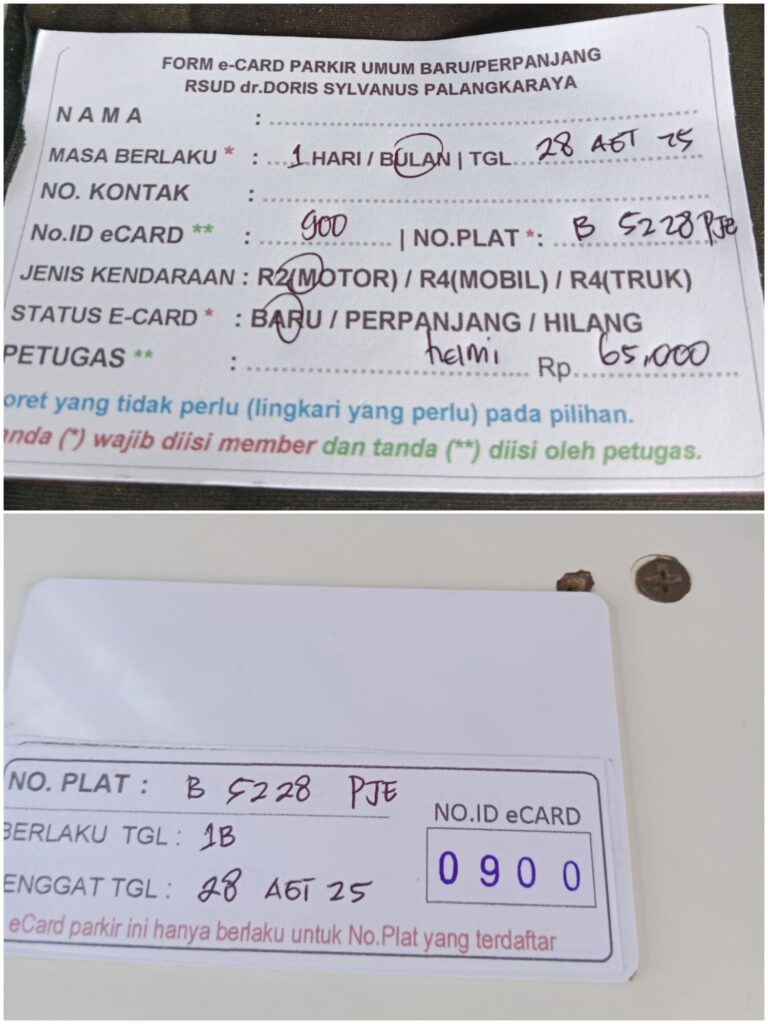 FORM e-CARD PARKIR UMUM BARU/PERPANJANG
RSUD dr.DORIS SYLVANUS PALANGKARAYA
NAMA :
MASA BERLAKU * : 1 HARI / BULAN | TGL 28 AGT 25
NO. KONTAK :
No.ID eCARD ** : 900 | NO.PLAT *: B 5228 PJE
JENIS KENDARAAN : R2(MOTOR) / R4(MOBIL) / R4(TRUK)
STATUS E-CARD * : BARU / PERPANJANG / HILANG
PETUGAS ** : helmi Rp. 65,000
oret yang tidak perlu (lingkari yang perlu) pada pilihan.
anda (*) wajib diisi member dan tanda (**) diisi oleh petugas.
NO. PLAT : B 5228 PJE
BERLAKU TGL : 1B
ENGGAT TGL : 28 AGT 25
NO.ID eCARD
0900
eCard parkir ini hanya berlaku untuk No.Plat yang terdaftar